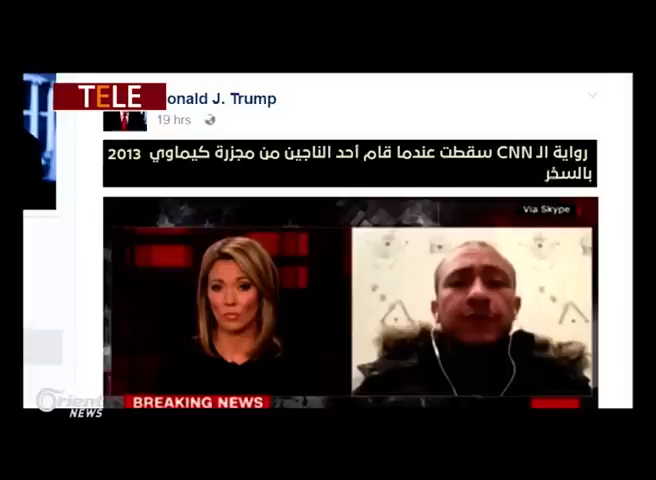 TELE
onald J. Trump
19 hrs
رواية الـ CNN سقطت عندما قام أحد الناجين من مجزرة كيماوي 2013
بالسخر
Via Skype
BREAKING NEWS
Orient
NEWS